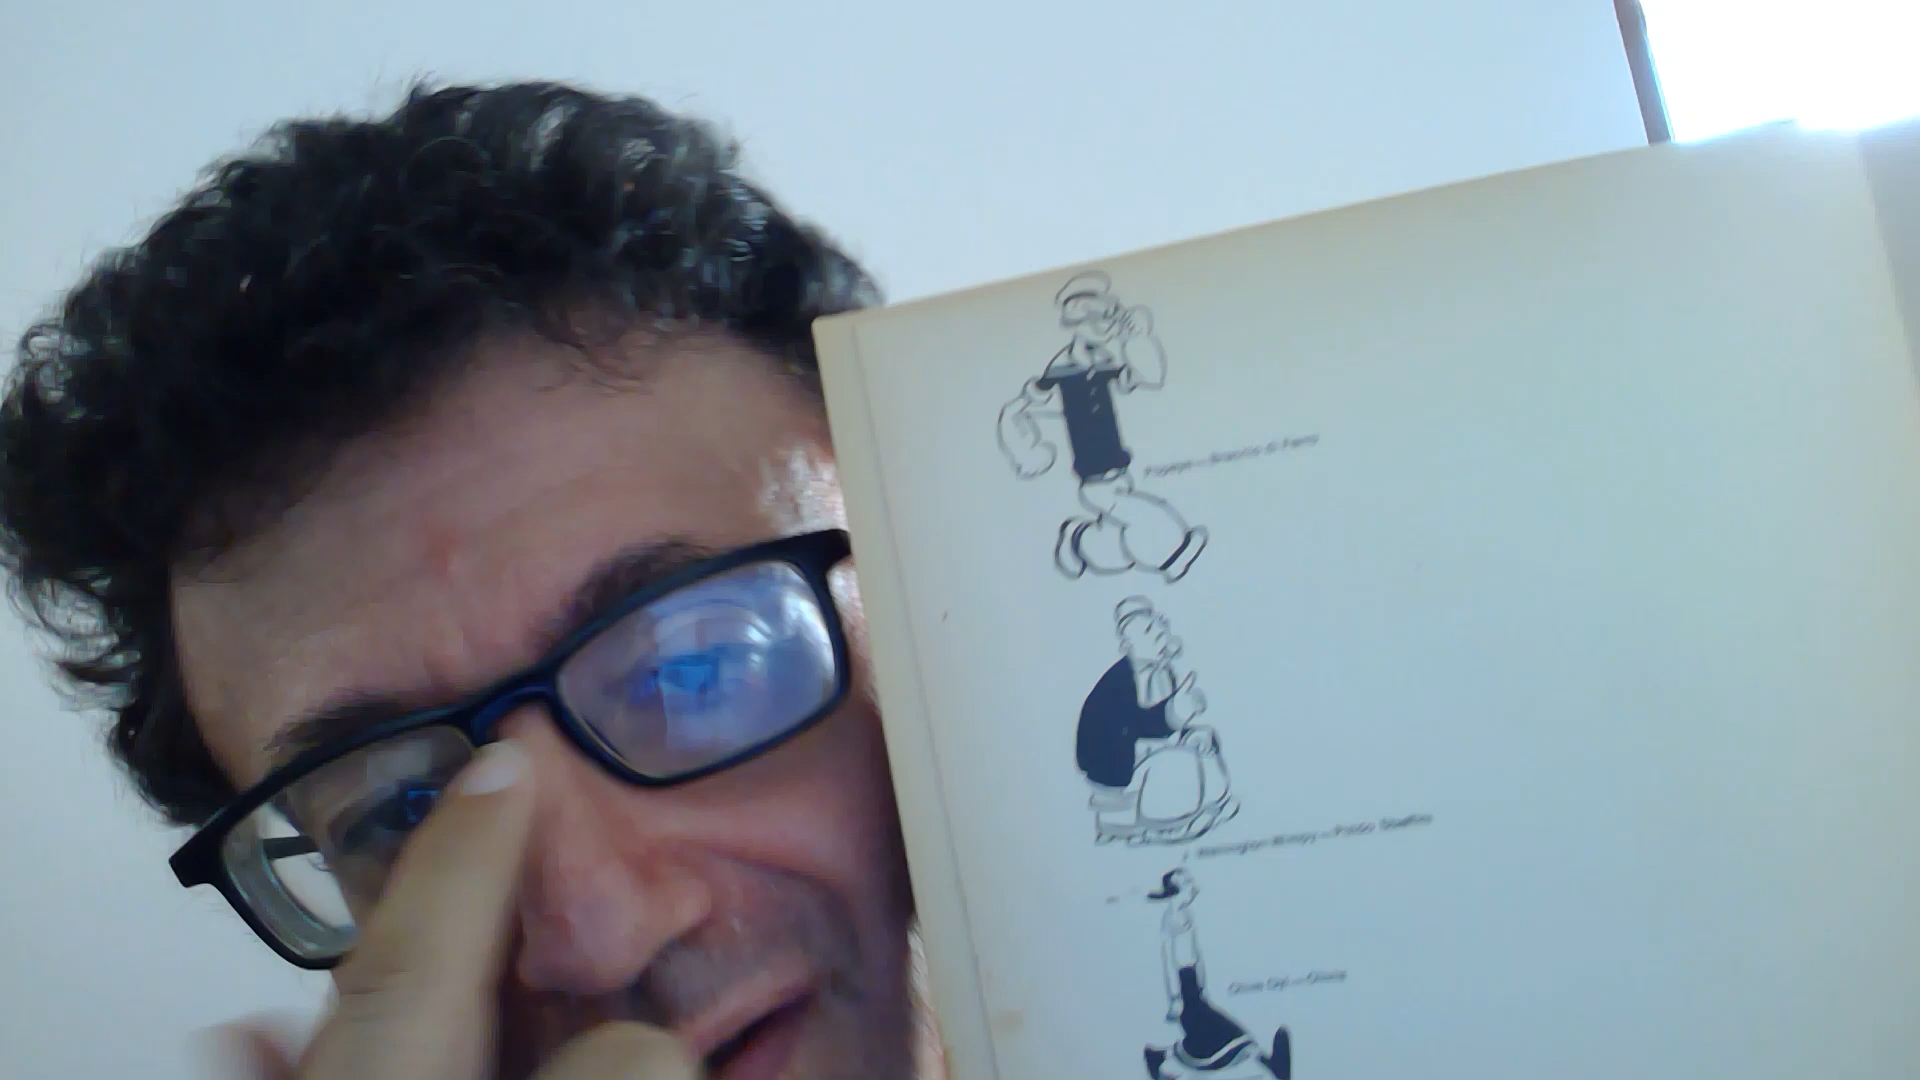 Popeye — Braccio di Ferro
Wellington Wimpy — Poldo Sbaffini
Olive Oyl — Olivia